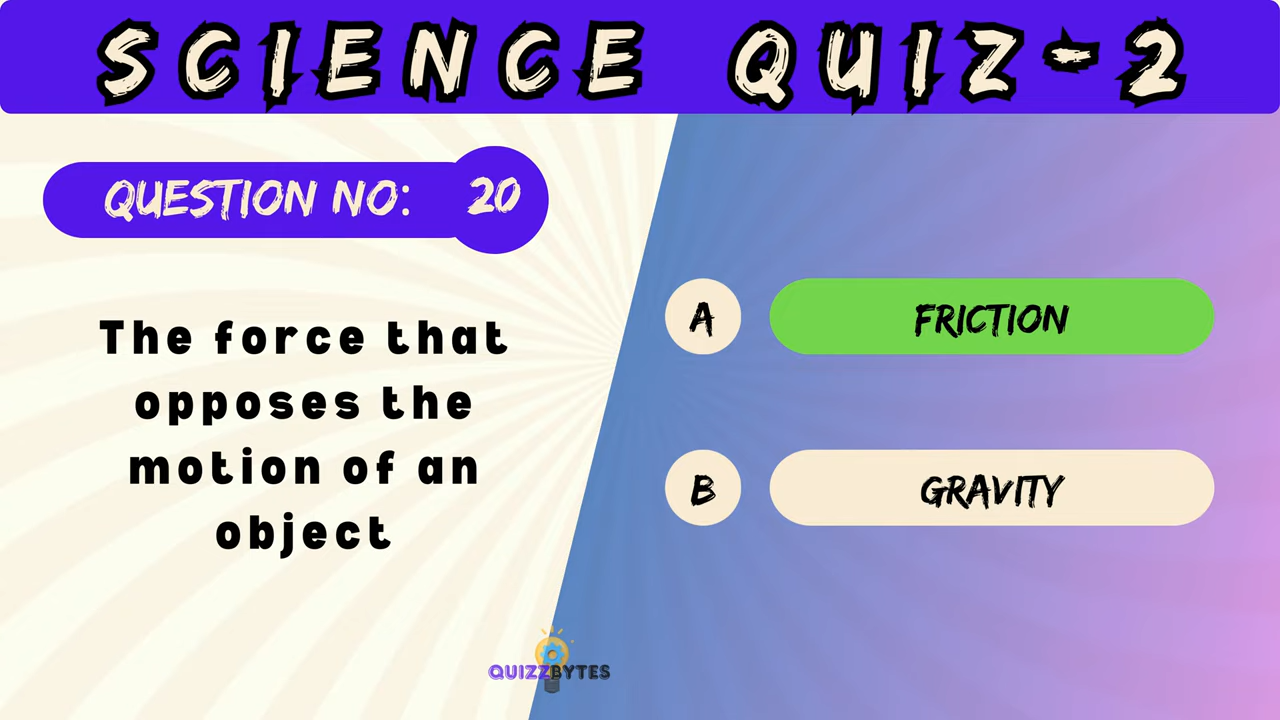 SCIENCE QUIZ-2
QUESTION NO: 20
The force that
opposes the
motion of an
object
A FRICTION
B GRAVITY
QUIZZBYTES